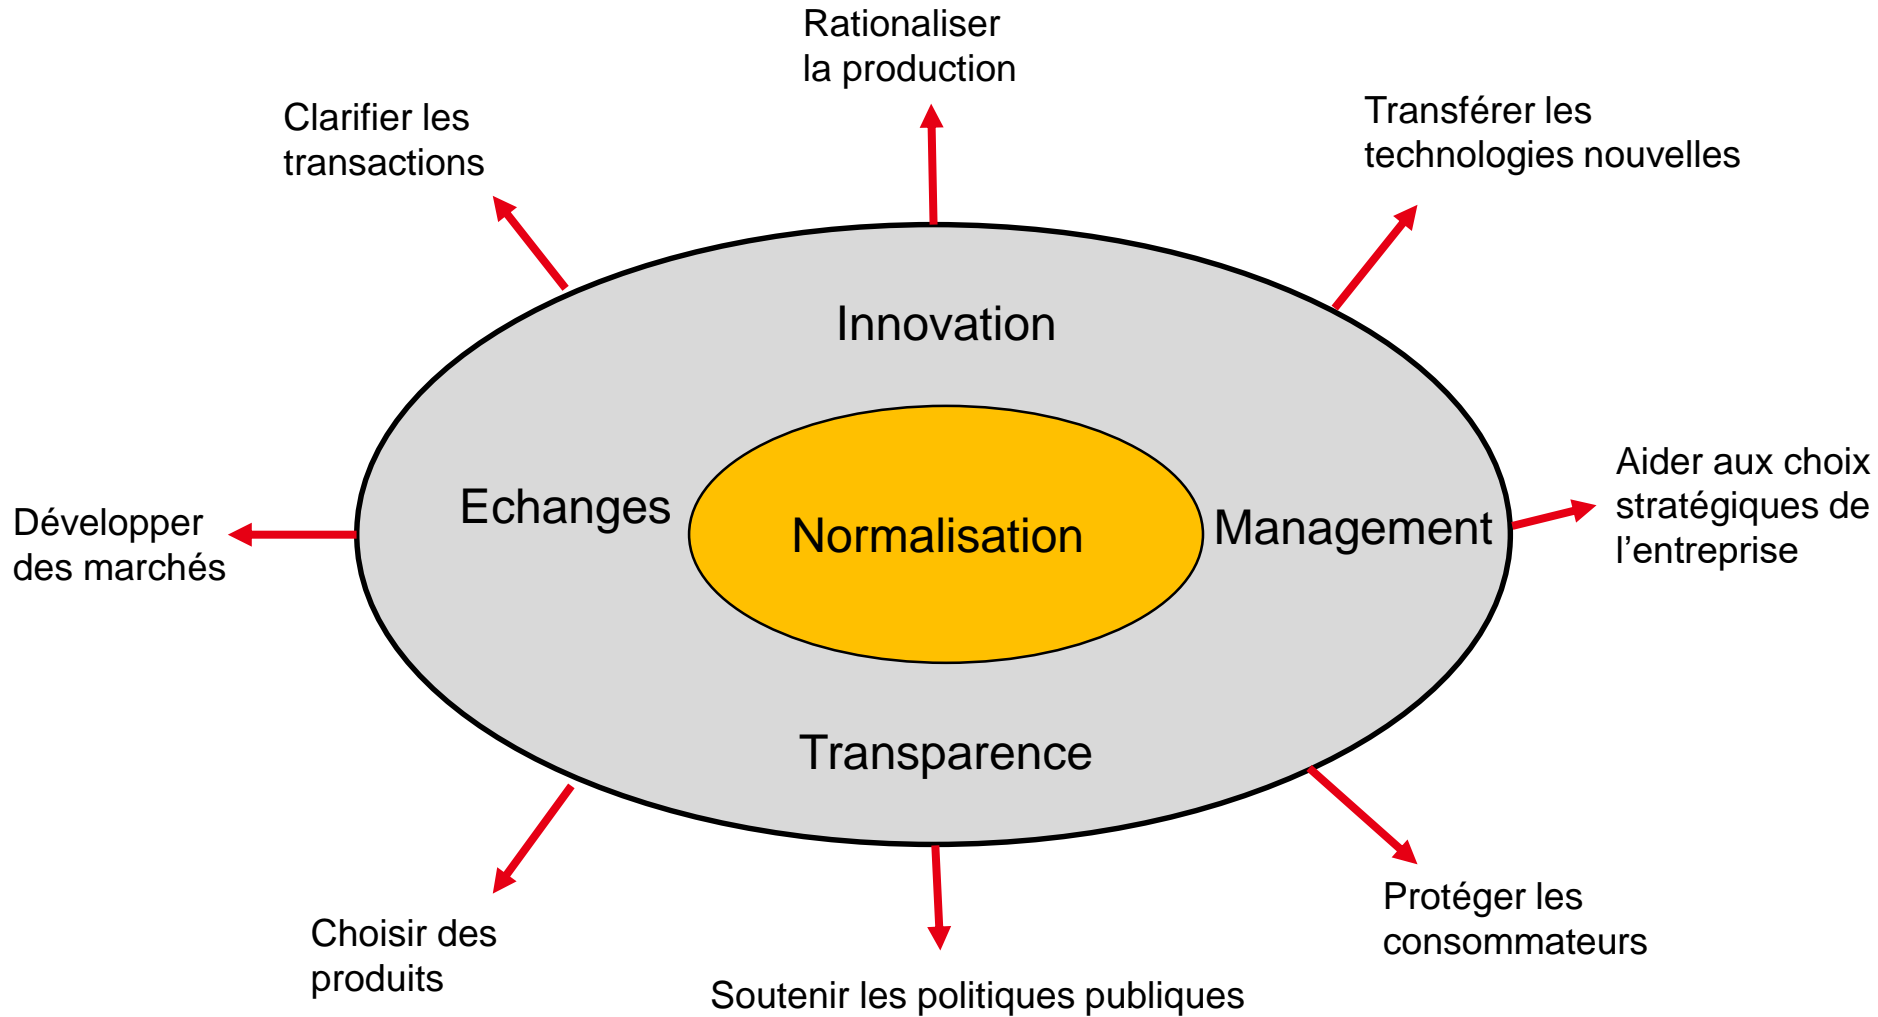 Rationaliser
la production
Clarifier les
transactions
Transférer les
technologies nouvelles
Innovation
Echanges
Normalisation
Management
Développer
des marchés
Aider aux choix
stratégiques de
l’entreprise
Transparence
Choisir des
produits
Protéger les
consommateurs
Soutenir les politiques publiques